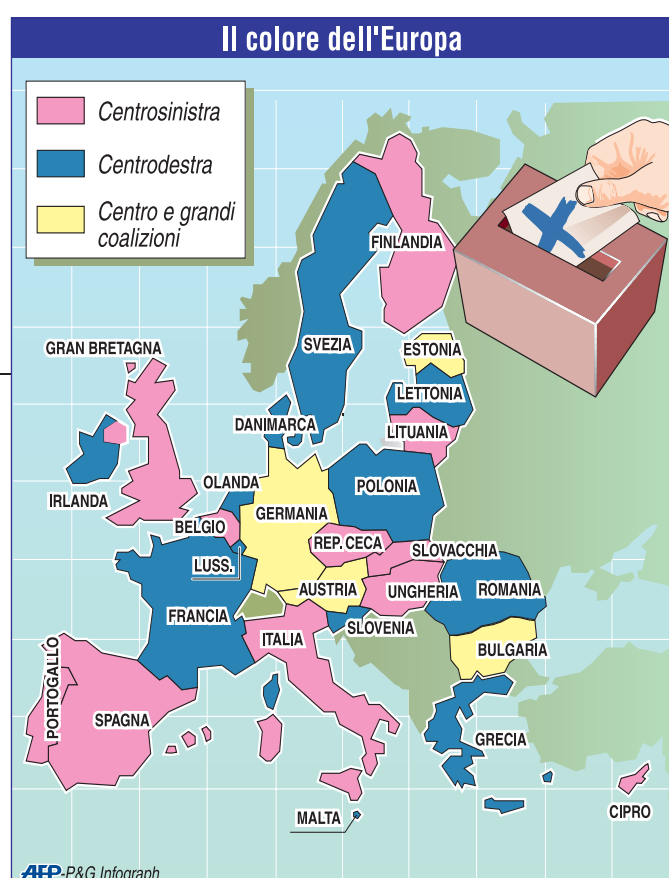 Il colore dell'Europa
Centrosinistra
Centrodestra
Centro e grandi
coalizioni
FINLANDIA
SVEZIA
ESTONIA
GRAN BRETAGNA
LETTONIA
DANIMARCA
LITUANIA
OLANDA
POLONIA
IRLANDA
GERMANIA
BELGIO
REP. CECA
SLOVACCHIA
LUSS.
AUSTRIA
UNGHERIA
ROMANIA
FRANCIA
SLOVENIA
ITALIA
BULGARIA
PORTOGALLO
SPAGNA
GRECIA
MALTA
CIPRO
AFP-P&G Infograph